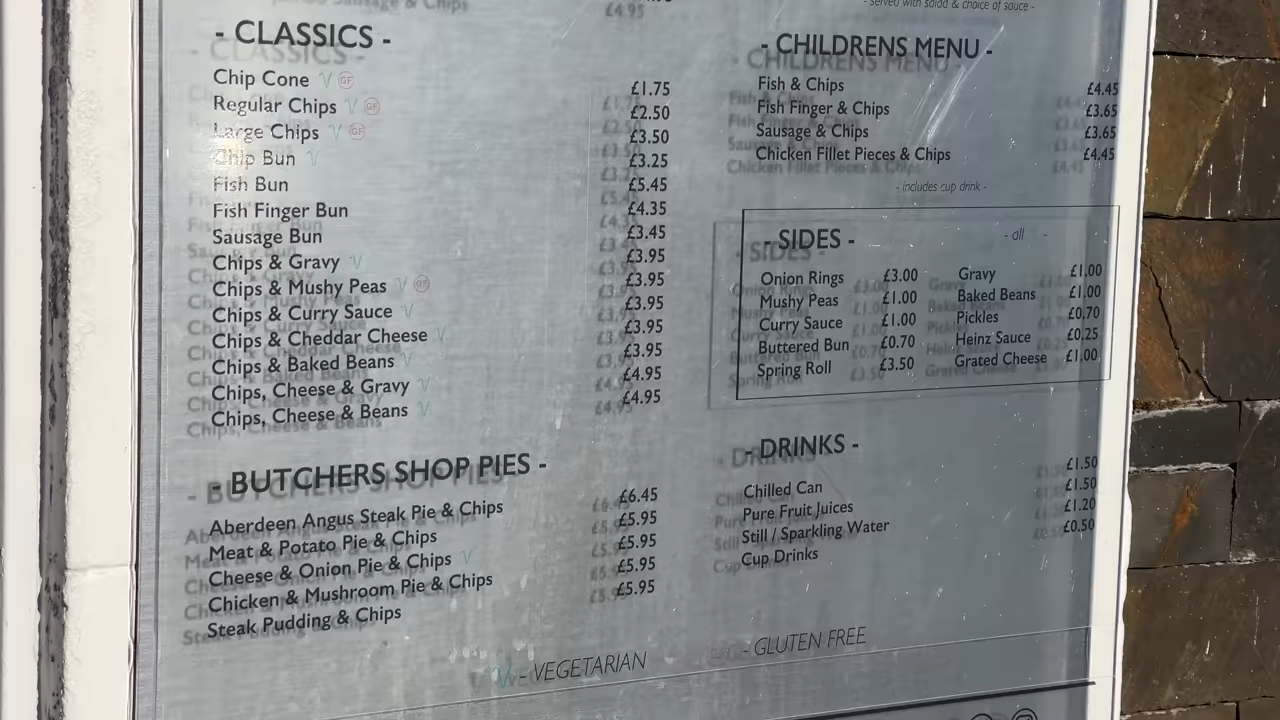 Sausage & Chips £4.95
- CLASSICS -
Chip Cone V GF £1.75
Regular Chips V GF £2.50
Large Chips V GF £3.50
Chip Bun V £3.25
Fish Bun £5.45
Fish Finger Bun £4.35
Sausage Bun £3.45
Chips & Gravy V £3.95
Chips & Mushy Peas V GF £3.95
Chips & Curry Sauce V £3.95
Chips & Cheddar Cheese V £3.95
Chips & Baked Beans V £3.95
Chips, Cheese & Gravy V £4.95
Chips, Cheese & Beans V £4.95
- BUTCHERS SHOP PIES -
Aberdeen Angus Steak Pie & Chips £6.45
Meat & Potato Pie & Chips £5.95
Cheese & Onion Pie & Chips V £5.95
Chicken & Mushroom Pie & Chips £5.95
Steak Pudding & Chips £5.95
- served with salad & choice of sauce -
- CHILDRENS MENU -
Fish & Chips £4.45
Fish Finger & Chips £3.65
Sausage & Chips £3.65
Chicken Fillet Pieces & Chips £4.45
- includes cup drink -
- SIDES - - all -
Onion Rings £3.00 Gravy £1.00
Mushy Peas £1.00 Baked Beans £1.00
Curry Sauce £1.00 Pickles £0.70
Buttered Bun £0.70 Heinz Sauce £0.25
Spring Roll £3.50 Grated Cheese £1.00
- DRINKS -
Chilled Can £1.50
Pure Fruit Juices £1.50
Still / Sparkling Water £1.20
Cup Drinks £0.50
V - VEGETARIAN - GLUTEN FREE